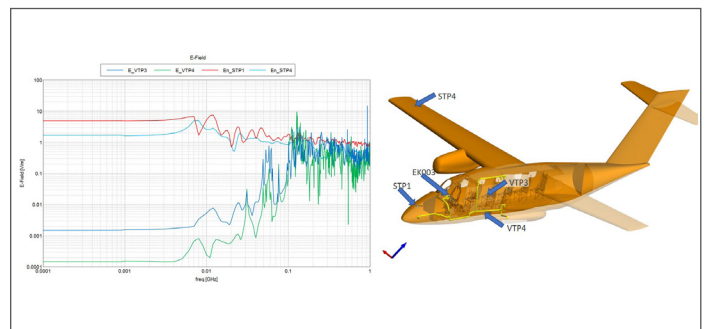 E-Field
E_VTP3 E_VTP4 En_STP1 En_STP4
100.
10
1
0.1
0.01
0.001
0.0001
E-Field[V/m]
0.0001 0.001 0.01 0.1 1
freq [GHz]
STP4
EK003
STP1
VTP3
VTP4